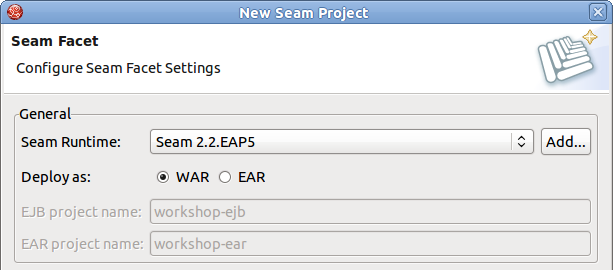 New Seam Project
Seam Facet
Configure Seam Facet Settings
General
Seam Runtime: Seam 2.2.EAP5 Add...
Deploy as: WAR EAR
EJB project name: workshop-ejb
EAR project name: workshop-ear